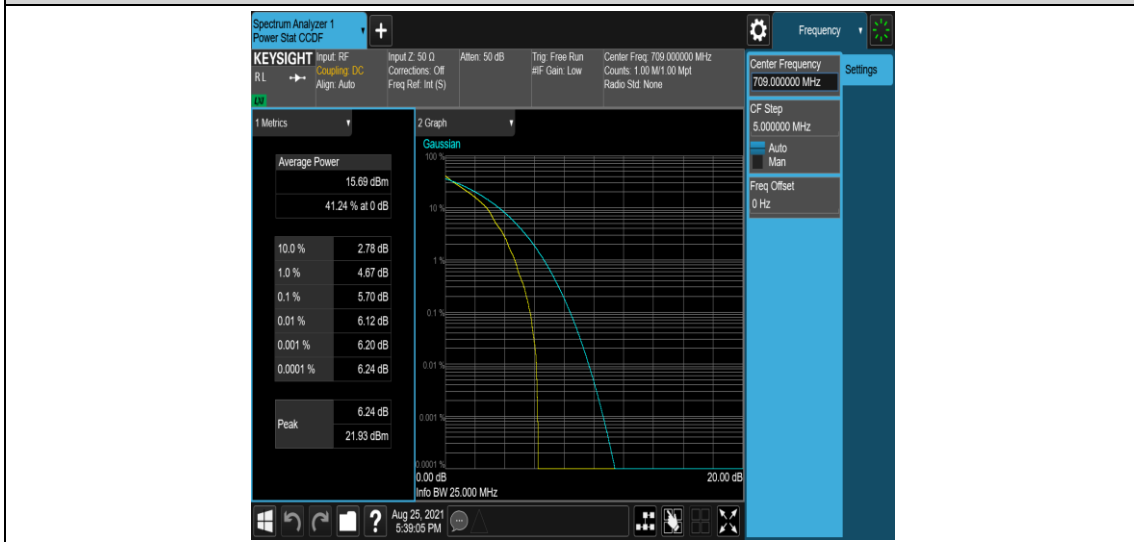 Spectrum Analyzer 1
Power Stat CCDF
+
Frequency
KEYSIGHT
RL
LXI
Input: RF
Coupling: DC
Align: Auto
Input Z: 50 Ω
Corrections: Off
Freq Ref: Int (S)
Atten: 50 dB
Trig: Free Run
#IF Gain: Low
Center Freq: 709.000000 MHz
Counts: 1.00 M/1.00 Mpt
Radio Std: None
Center Frequency
709.000000 MHz
Settings
CF Step
5.000000 MHz
Auto
Man
Freq Offset
0 Hz
1 Metrics
Average Power
15.69 dBm
41.24 % at 0 dB
10.0 % 2.78 dB
1.0 % 4.67 dB
0.1 % 5.70 dB
0.01 % 6.12 dB
0.001 % 6.20 dB
0.0001 % 6.24 dB
Peak
6.24 dB
21.93 dBm
2 Graph
Gaussian
100 %
10 %
1 %
0.1 %
0.01 %
0.001 %
0.0001 %
0.00 dB 20.00 dB
Info BW 25.000 MHz
?
Aug 25, 2021
5:39:05 PM